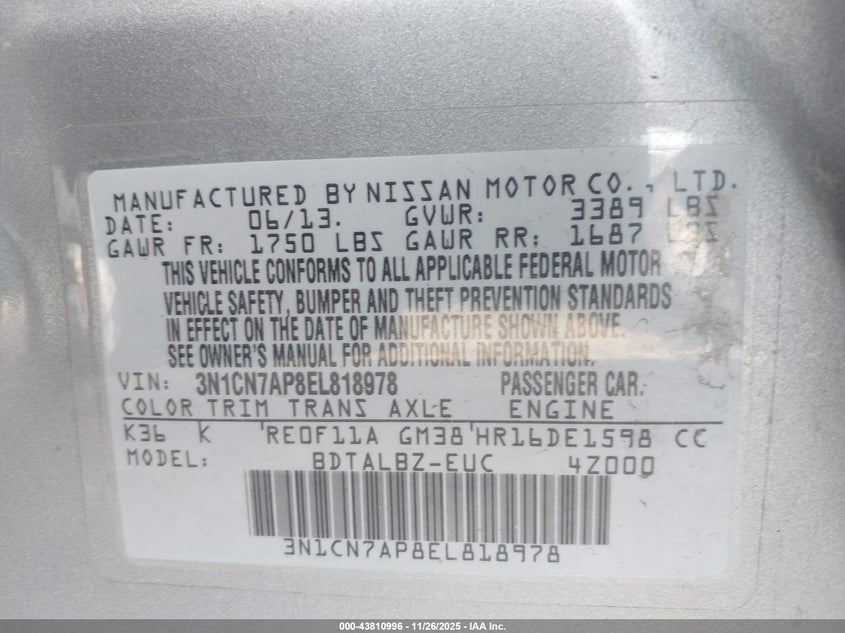 MANUFACTURED BY NISSAN MOTOR CO., LTD.
DATE: 06/13. GVWR: 3389 LBS
GAWR FR: 1750 LBS GAWR RR: 1687 LBS
THIS VEHICLE CONFORMS TO ALL APPLICABLE FEDERAL MOTOR
VEHICLE SAFETY, BUMPER AND THEFT PREVENTION STANDARDS
IN EFFECT ON THE DATE OF MANUFACTURE SHOWN ABOVE.
SEE OWNER'S MANUAL FOR ADDITIONAL INFORMATION.
VIN: 3N1CN7AP8EL818978 PASSENGER CAR.
COLOR TRIM TRANS AXLE ENGINE
K36 K RE0F11A GM38 HR16DE1598 CC
MODEL: BDTALBZ-EUC 4Z000
3N1CN7AP8EL818978
000-43810996 - 11/26/2025 - IAA Inc.